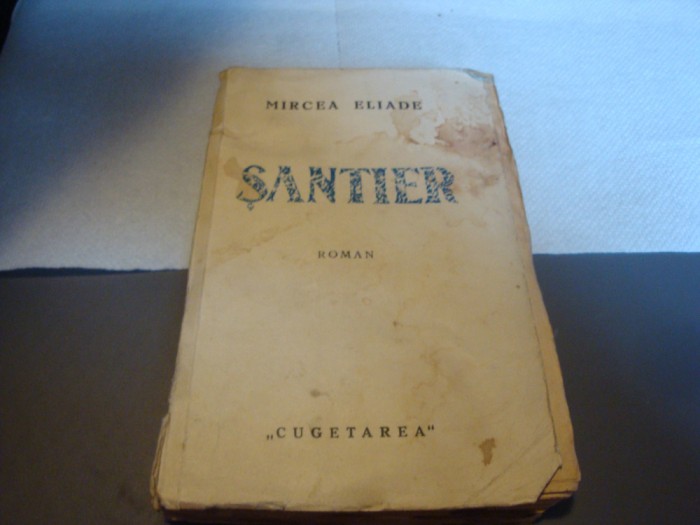 MIRCEA ELIADE
ȘANTIER
ROMAN
„CUGETAREA"